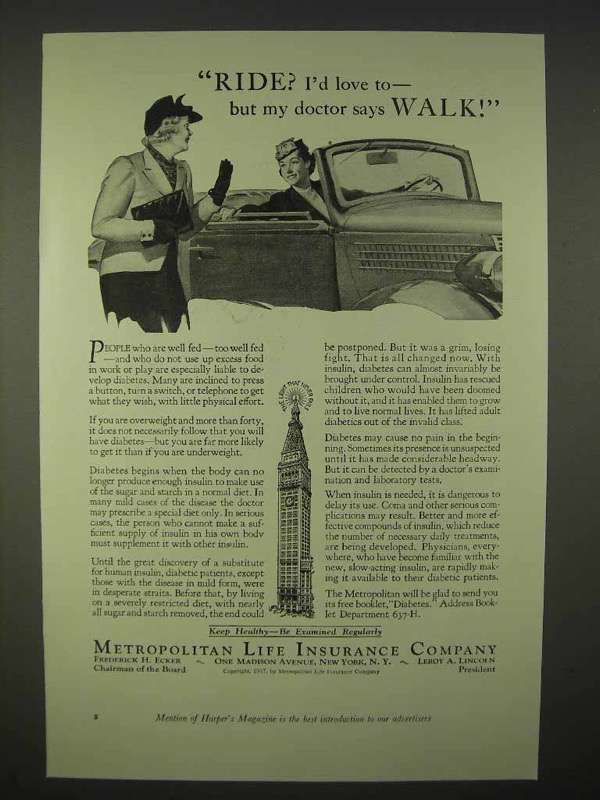 "RIDE? I'd love to—
but my doctor says WALK!"
PEOPLE who are well fed—too well fed
—and who do not use up excess food
in work or play are especially liable to de-
velop diabetes. Many are inclined to press
a button, turn a switch, or telephone to get
what they wish, with little physical effort.
If you are overweight and more than forty,
it does not necessarily follow that you will
have diabetes—but you are far more likely
to get it than if you are underweight.
Diabetes begins when the body can no
longer produce enough insulin to make use
of the sugar and starch in a normal diet. In
many mild cases of the disease the doctor
may prescribe a special diet only. In serious
cases, the person who cannot make a suf-
ficient supply of insulin in his own body
must supplement it with other insulin.
Until the great discovery of a substitute
for human insulin, diabetic patients, except
those with the disease in mild form, were
in desperate straits. Before that, by living
on a severely restricted diet, with nearly
all sugar and starch removed, the end could
THE LIGHT THAT NEVER FAILS
be postponed. But it was a grim, losing
fight. That is all changed now. With
insulin, diabetes can almost invariably be
brought under control. Insulin has rescued
children who would have been doomed
without it, and it has enabled them to grow
and to live normal lives. It has lifted adult
diabetics out of the invalid class.
Diabetes may cause no pain in the begin-
ning. Sometimes its presence is unsuspected
until it has made considerable headway.
But it can be detected by a doctor's exami-
nation and laboratory tests.
When insulin is needed, it is dangerous to
delay its use. Coma and other serious com-
plications may result. Better and more ef-
fective compounds of insulin, which reduce
the number of necessary daily treatments,
are being developed. Physicians, every-
where, who have become familiar with the
new, slow-acting insulin, are rapidly mak-
ing it available to their diabetic patients.
The Metropolitan will be glad to send you
its free booklet, "Diabetes." Address Book-
let Department 637-H.
Keep Healthy—Be Examined Regularly
METROPOLITAN LIFE INSURANCE COMPANY
FREDERICK H. ECKER ~ ONE MADISON AVENUE, NEW YORK, N. Y. ~ LEROY A. LINCOLN
Chairman of the Board Copyright, 1937, by Metropolitan Life Insurance Company President
8 Mention of Harper's Magazine is the best introduction to our advertisers